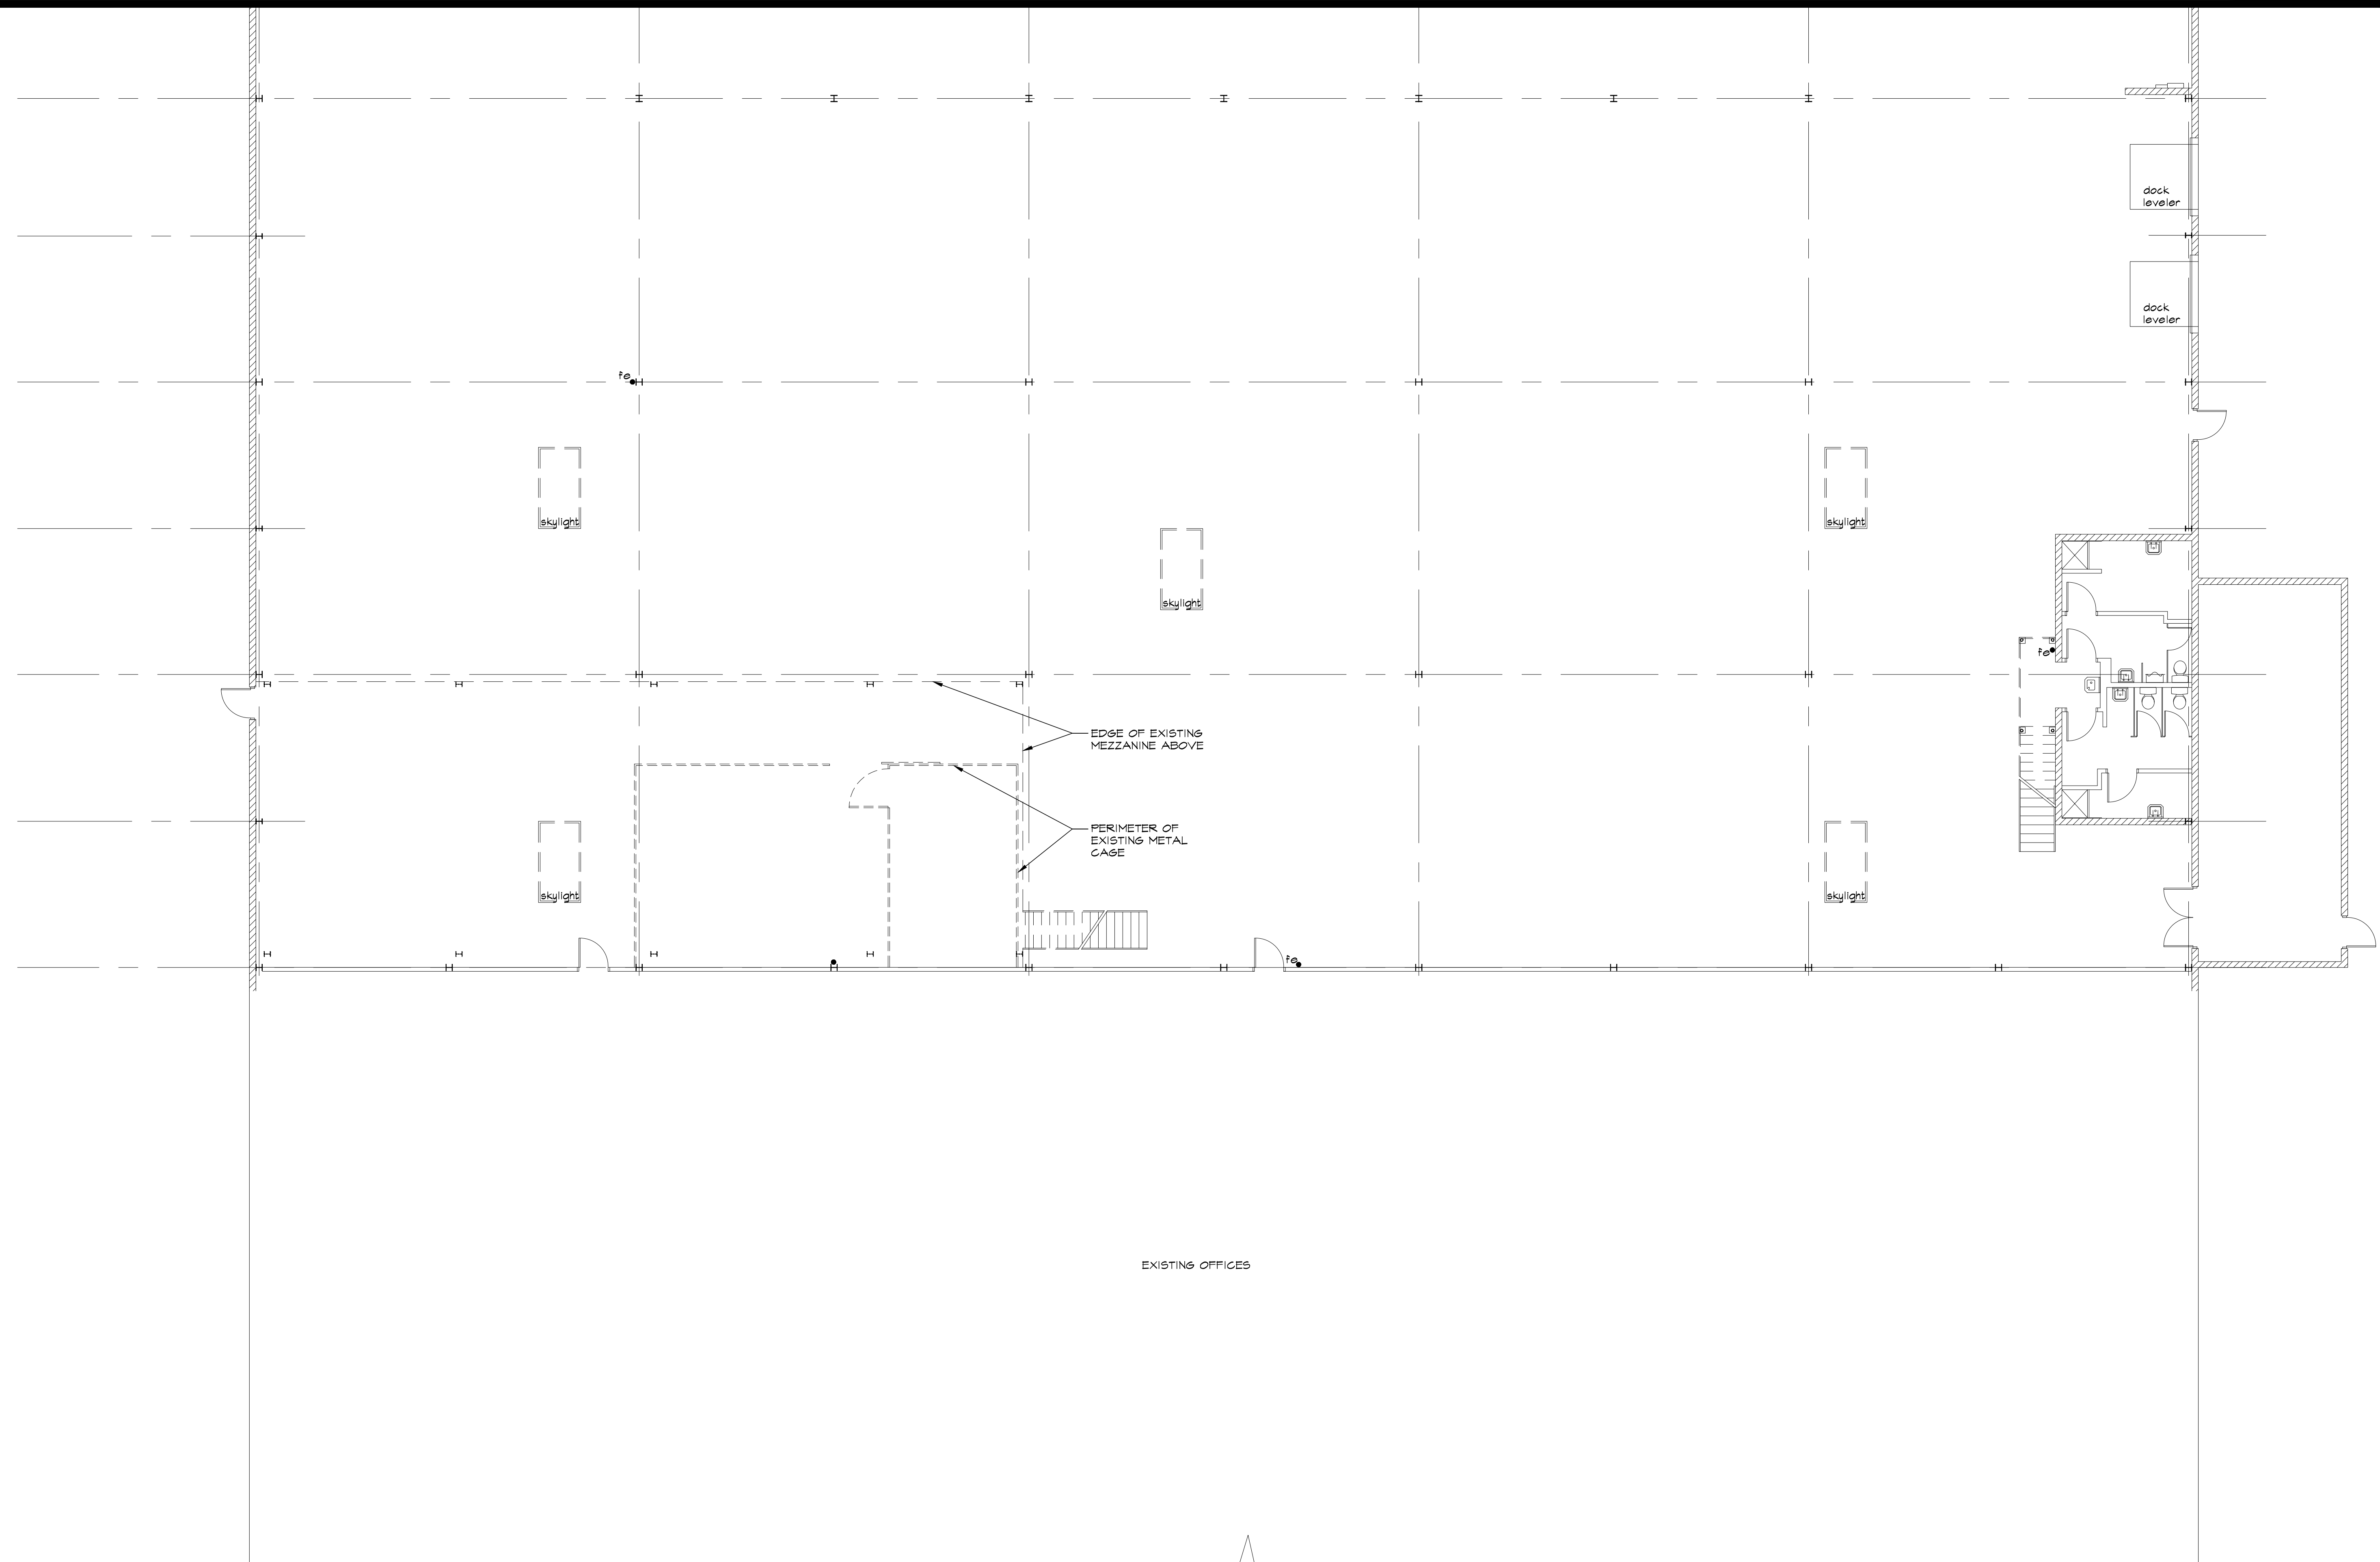 dock
leveler
dock
leveler
fe
skylight
skylight
skylight
fe
EDGE OF EXISTING
MEZZANINE ABOVE
PERIMETER OF
EXISTING METAL
CAGE
skylight
skylight
fe
EXISTING OFFICES